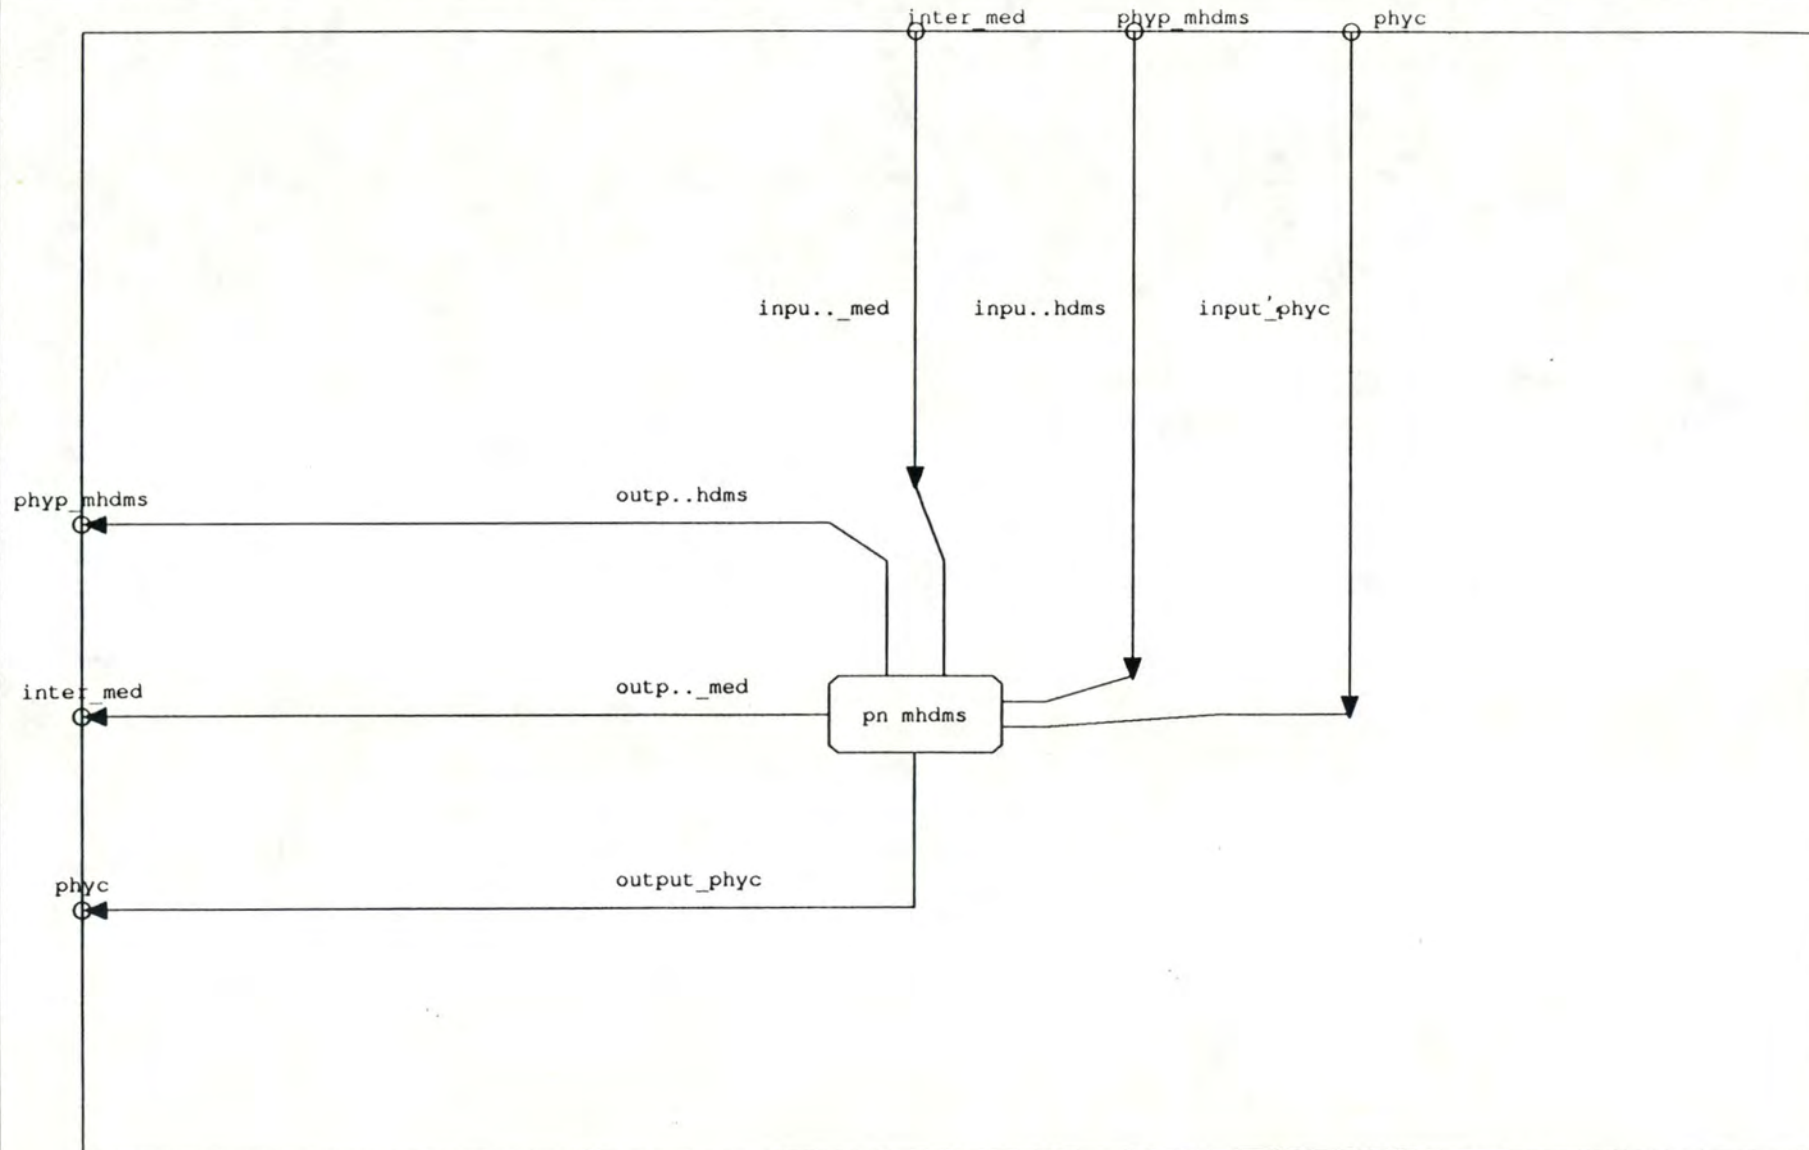 inter_med
phyp_mhdms
phyc
inpu.._med
inpu..hdms
input_phyc
phyp_mhdms
outp..hdms
inter_med
outp.._med
pn mhdms
phyc
output_phyc